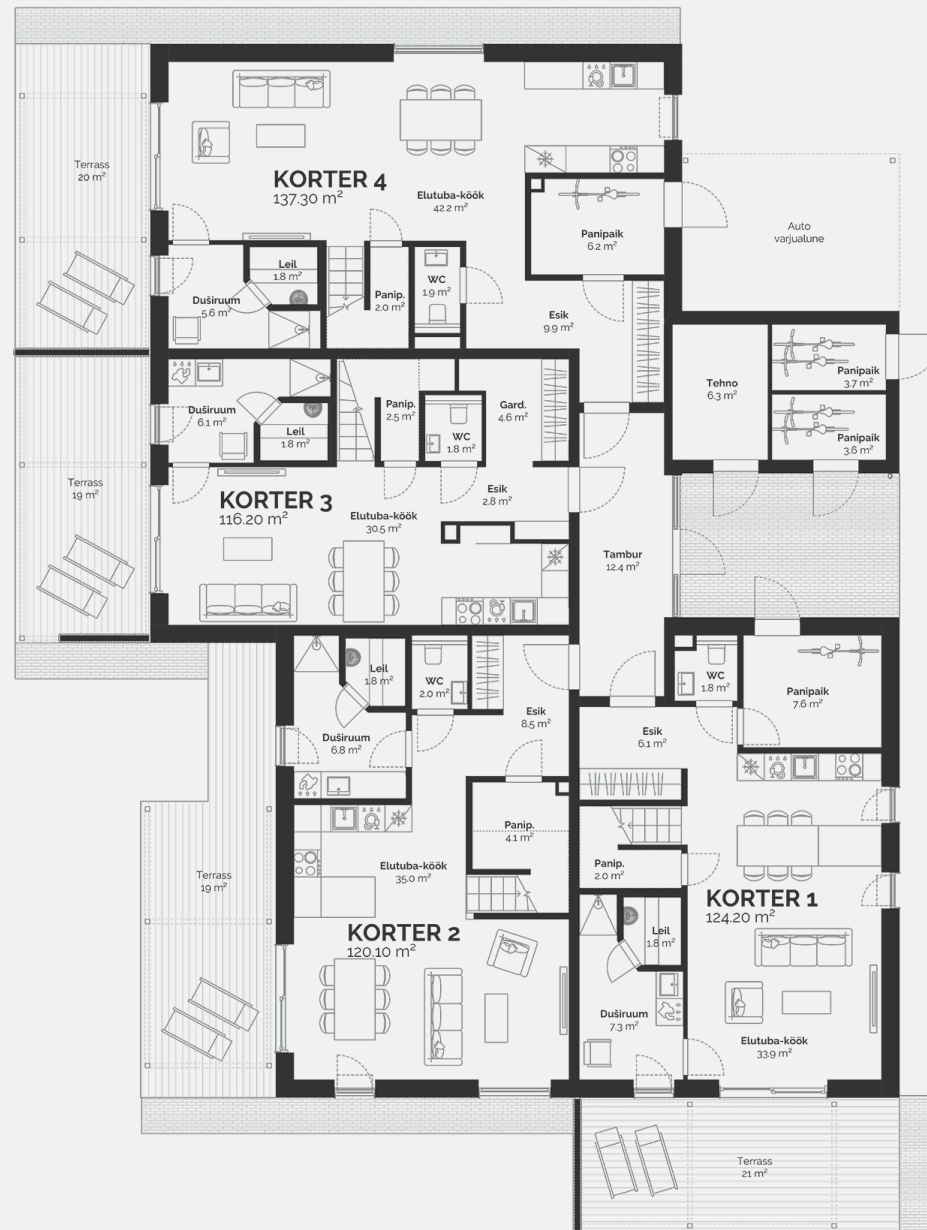 Terrass
20 m²
KORTER 4
137.30 m²
Elutuba-köök
42.2 m²
Panipaik
6.2 m²
Auto
varjualune
Leil
1.8 m²
Duširuum
5.6 m²
Panip.
2.0 m²
WC
1.9 m²
Esik
9.9 m²
Tehno
6.3 m²
Panipaik
3.7 m²
Panipaik
3.6 m²
Duširuum
6.1 m²
Leil
1.8 m²
Panip.
2.5 m²
WC
1.8 m²
Gard.
4.6 m²
Terrass
19 m²
KORTER 3
116.20 m²
Elutuba-köök
30.5 m²
Esik
2.8 m²
Tambur
12.4 m²
Leil
1.8 m²
WC
2.0 m²
Esik
8.5 m²
Duširuum
6.8 m²
WC
1.8 m²
Panipaik
7.6 m²
Esik
6.1 m²
Panip.
4.1 m²
Elutuba-köök
35.0 m²
Terrass
19 m²
KORTER 2
120.10 m²
Panip.
2.0 m²
KORTER 1
124.20 m²
Leil
1.8 m²
Duširuum
7.3 m²
Elutuba-köök
33.9 m²
Terrass
21 m²